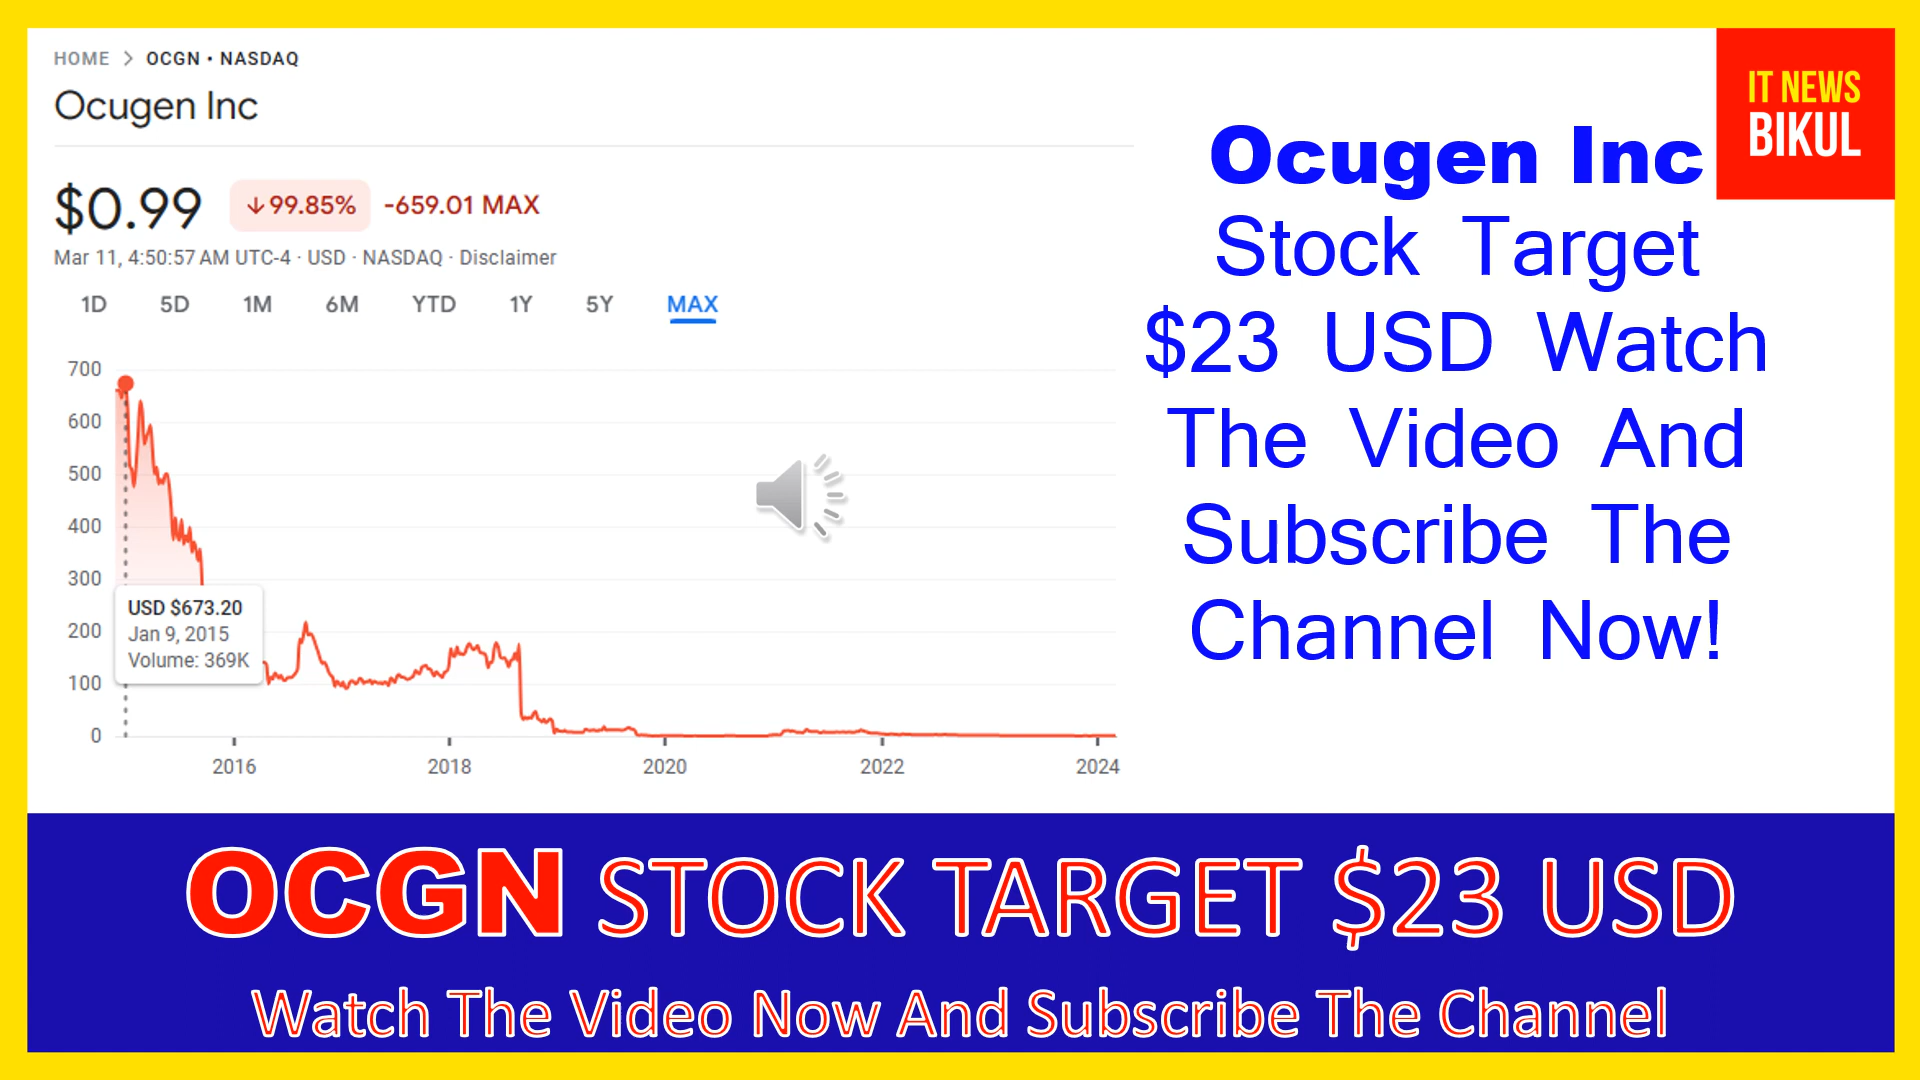 HOME > OCGN • NASDAQ
Ocugen Inc
$0.99 ↓99.85% -659.01 MAX
Mar 11, 4:50:57 AM UTC-4 · USD · NASDAQ · Disclaimer
1D 5D 1M 6M YTD 1Y 5Y MAX
700
600
500
400
300
200
100
0
USD $673.20
Jan 9, 2015
Volume: 369K
2016 2018 2020 2022 2024
IT NEWS
BIKUL
Ocugen Inc
Stock Target
$23 USD Watch
The Video And
Subscribe The
Channel Now!
OCGN STOCK TARGET $23 USD
Watch The Video Now And Subscribe The Channel